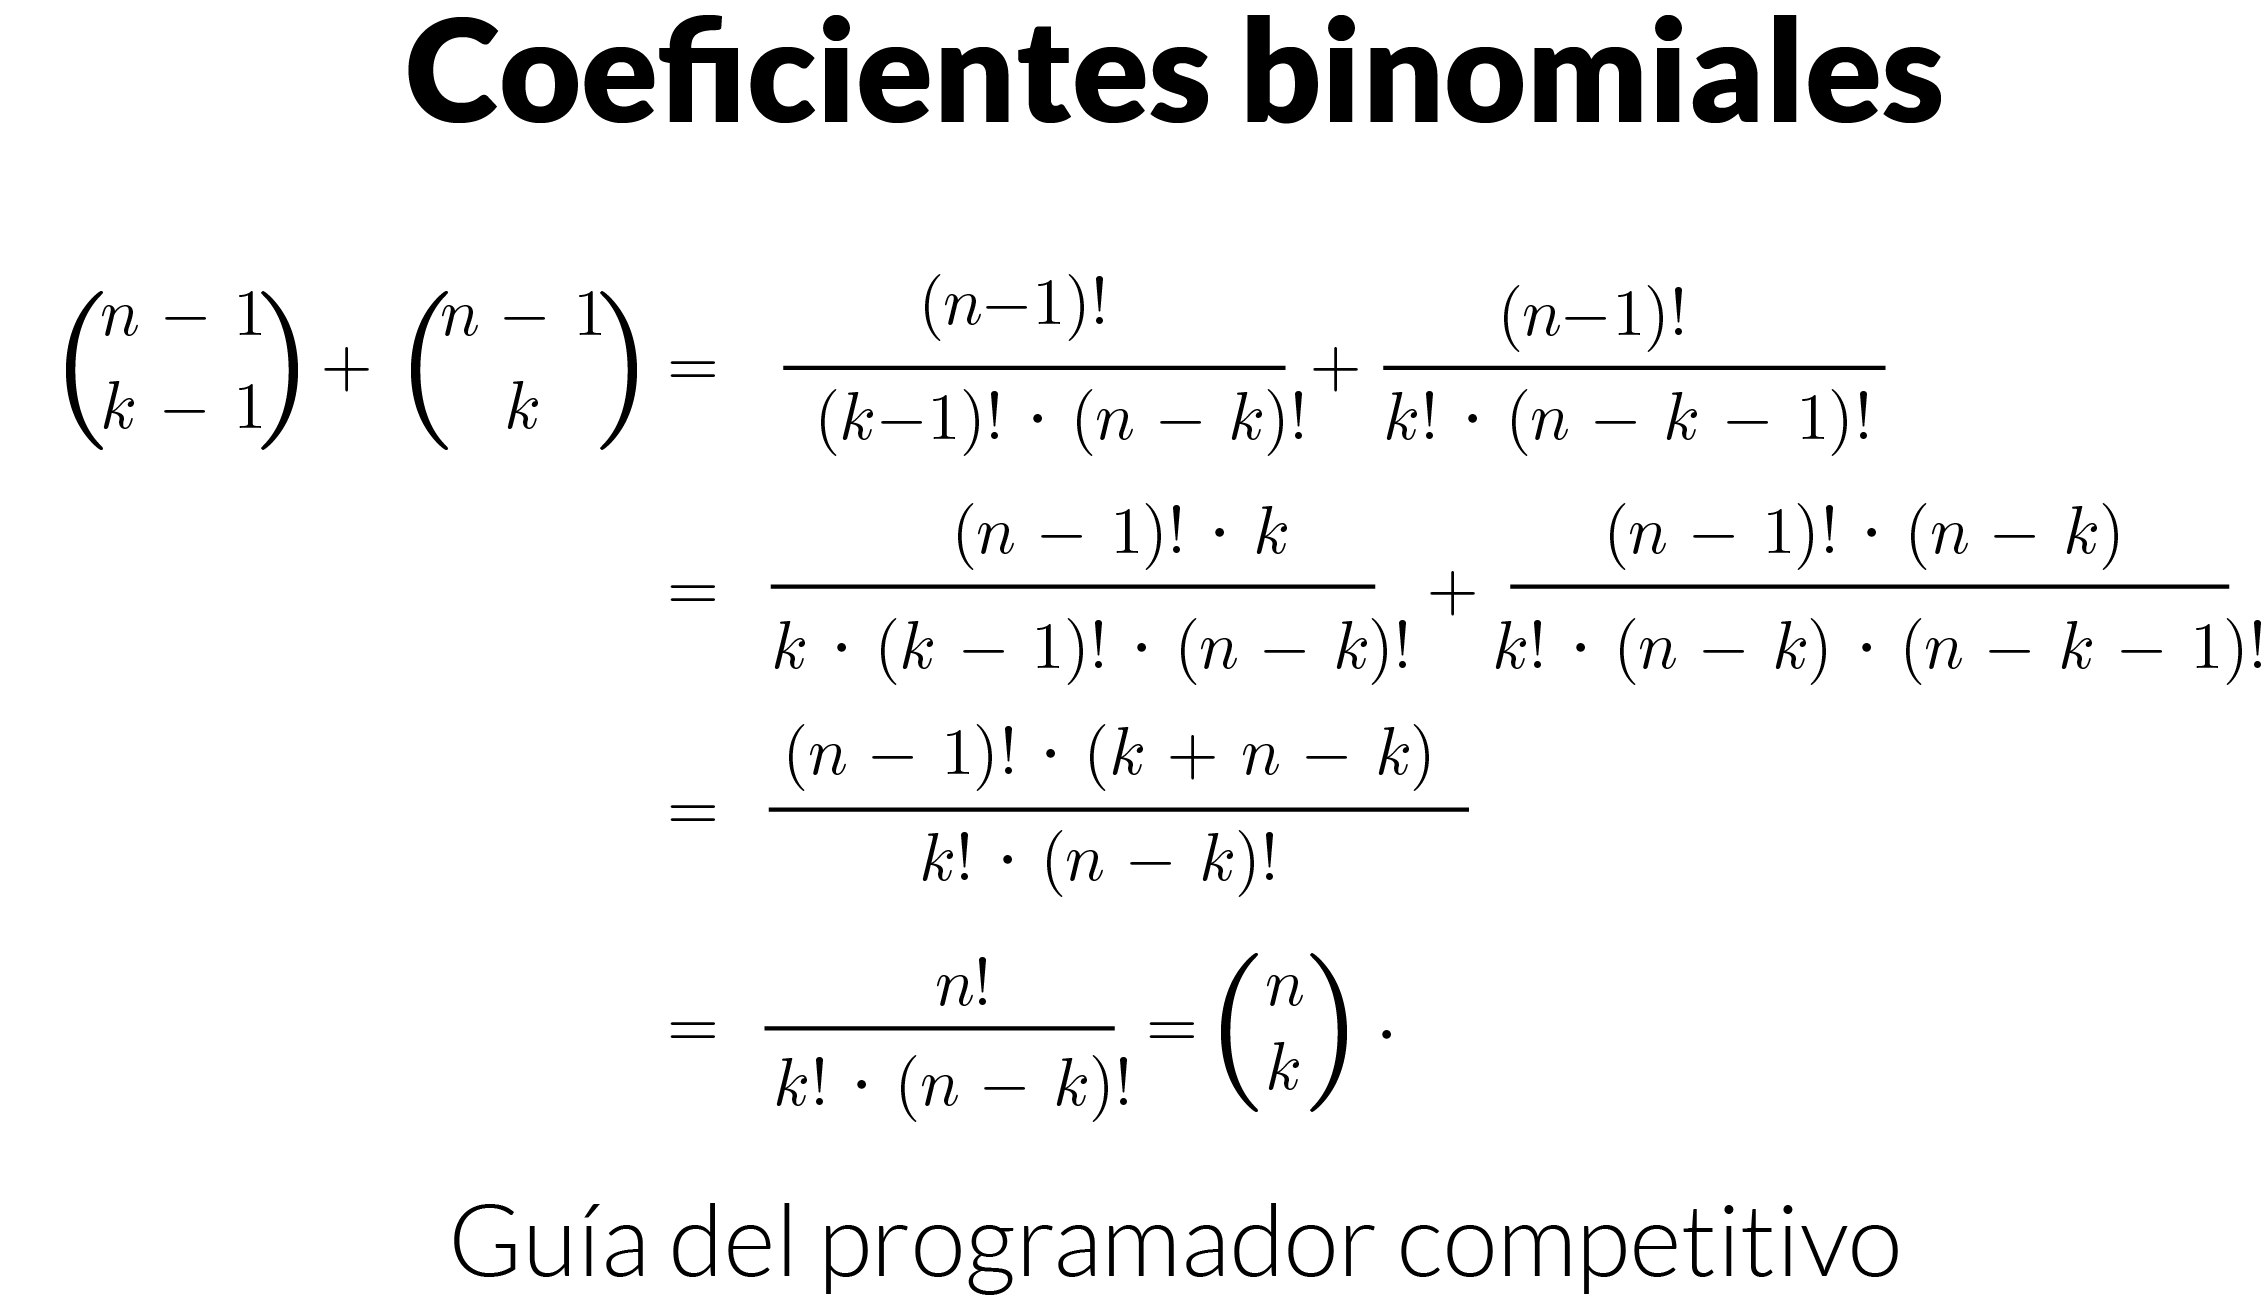 Coeficientes binomiales
$\binom{n-1}{k-1} + \binom{n-1}{k} = \frac{(n-1)!}{(k-1)! \cdot (n-k)!} + \frac{(n-1)!}{k! \cdot (n-k-1)!}$
$= \frac{(n-1)! \cdot k}{k \cdot (k-1)! \cdot (n-k)!} + \frac{(n-1)! \cdot (n-k)}{k! \cdot (n-k) \cdot (n-k-1)!}$
$= \frac{(n-1)! \cdot (k+n-k)}{k! \cdot (n-k)!}$
$= \frac{n!}{k! \cdot (n-k)!} = \binom{n}{k} \cdot$
Guía del programador competitivo